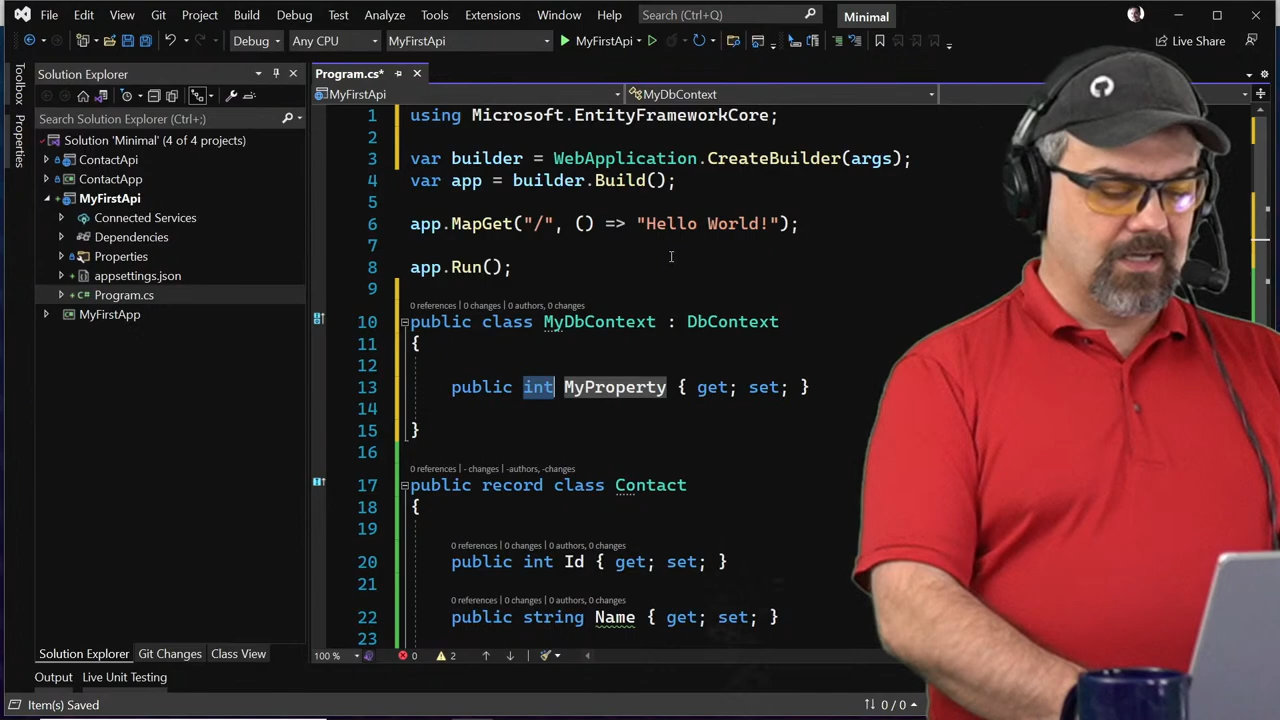 File Edit View Git Project Build Debug Test Analyze Tools Extensions Window Help Search (Ctrl+Q) Minimal
Debug Any CPU MyFirstApi MyFirstApi Live Share
Toolbox
Properties
Solution Explorer
Search Solution Explorer (Ctrl+;)
Solution 'Minimal' (4 of 4 projects)
ContactApi
ContactApp
MyFirstApi
Connected Services
Dependencies
Properties
appsettings.json
Program.cs
MyFirstApp
Solution Explorer Git Changes Class View
Program.cs*
MyFirstApi MyDbContext
1 using Microsoft.EntityFrameworkCore;
2
3 var builder = WebApplication.CreateBuilder(args);
4 var app = builder.Build();
5
6 app.MapGet("/", () => "Hello World!");
7
8 app.Run();
9
0 references | 0 changes | 0 authors, 0 changes
10 public class MyDbContext : DbContext
11 {
12
13 public int MyProperty { get; set; }
14
15 }
16
0 references | - changes | -authors, -changes
17 public record class Contact
18 {
19
0 references | 0 changes | 0 authors, 0 changes
20 public int Id { get; set; }
21
0 references | 0 changes | 0 authors, 0 changes
22 public string Name { get; set; }
23
100 % 0 2
Output Live Unit Testing
Item(s) Saved 0 / 0